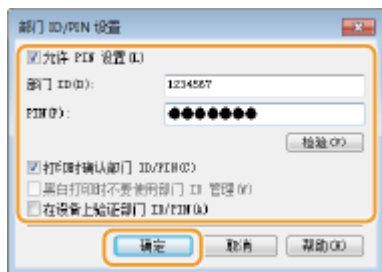 部门 ID/PIN 设置
允许 PIN 设置(L)
部门 ID(D): 1234567
PIN(P): ●●●●●●●
检验(V)
打印时确认部门 ID/PIN(C)
黑白打印时不要使用部门 ID 管理(W)
在设备上验证部门 ID/PIN(A)
确定 取消 帮助(H)